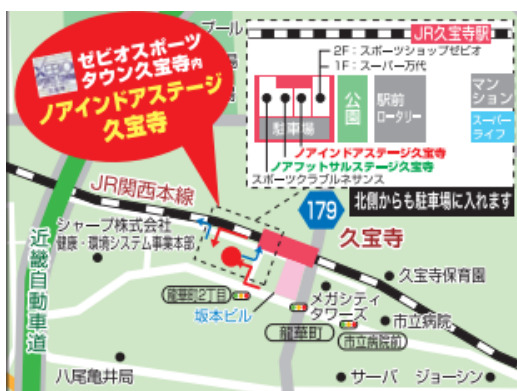 ゼビオスポーツ
タウン久宝寺内
ノアインドアステージ
久宝寺
プール
JR久宝寺駅
2F:スポーツショップゼビオ
1F:スーパー万代
駐車場
公園
駅前
ロータリー
マン
ション
スーパー
ライフ
ノアインドアステージ久宝寺
ノアフットサルステージ久宝寺
スポーツクラブルネサンス
北側からも駐車場に入れます
JR関西本線
179
久宝寺
シャープ株式会社
健康・環境システム事業本部
近畿自動車道
久宝寺保育園
龍華町2丁目
メガシティ
タワーズ
坂本ビル
市立病院
龍華町
市立病院前
八尾亀井局
サーバ
ジョーシン